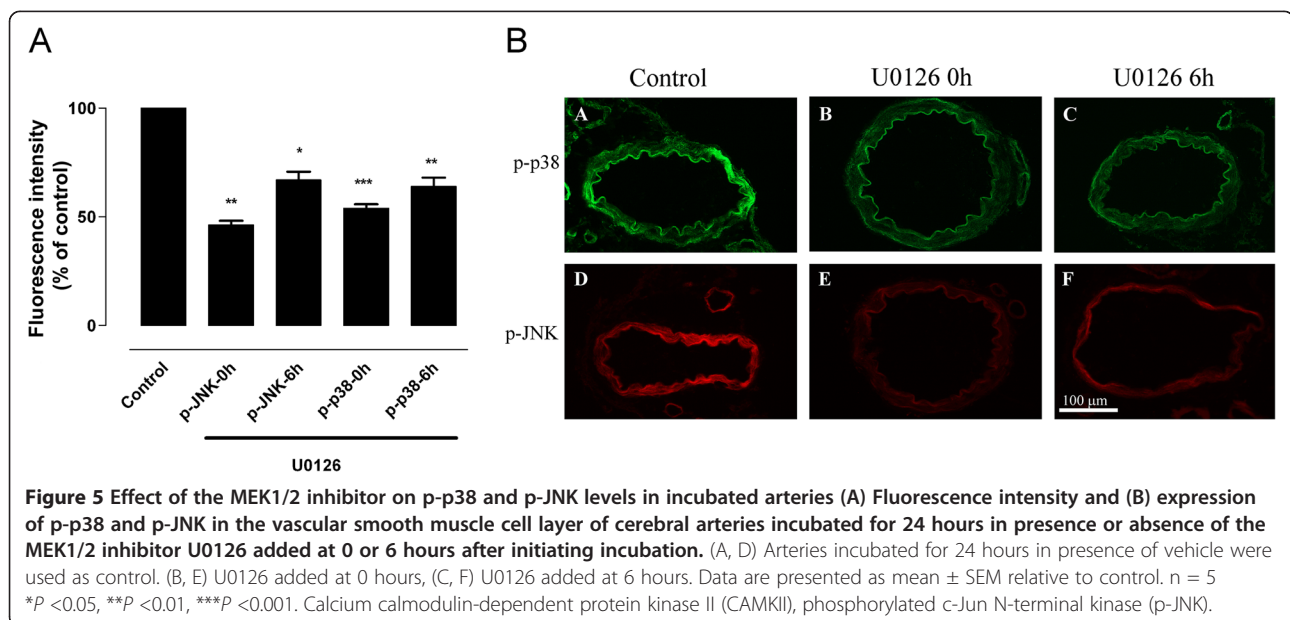 A
B
Fluorescence intensity
(% of control)
100
50
0
**
*
***
**
Control
p-JNK-0h
p-JNK-6h
p-p38-0h
p-p38-6h
U0126
Control
U0126 0h
U0126 6h
p-p38
p-JNK
A
B
C
D
E
F
100 µm
Figure 5 Effect of the MEK1/2 inhibitor on p-p38 and p-JNK levels in incubated arteries (A) Fluorescence intensity and (B) expression
of p-p38 and p-JNK in the vascular smooth muscle cell layer of cerebral arteries incubated for 24 hours in presence or absence of the
MEK1/2 inhibitor U0126 added at 0 or 6 hours after initiating incubation. (A, D) Arteries incubated for 24 hours in presence of vehicle were
used as control. (B, E) U0126 added at 0 hours, (C, F) U0126 added at 6 hours. Data are presented as mean ± SEM relative to control. n = 5
*P <0.05, **P <0.01, ***P <0.001. Calcium calmodulin-dependent protein kinase II (CAMKII), phosphorylated c-Jun N-terminal kinase (p-JNK).